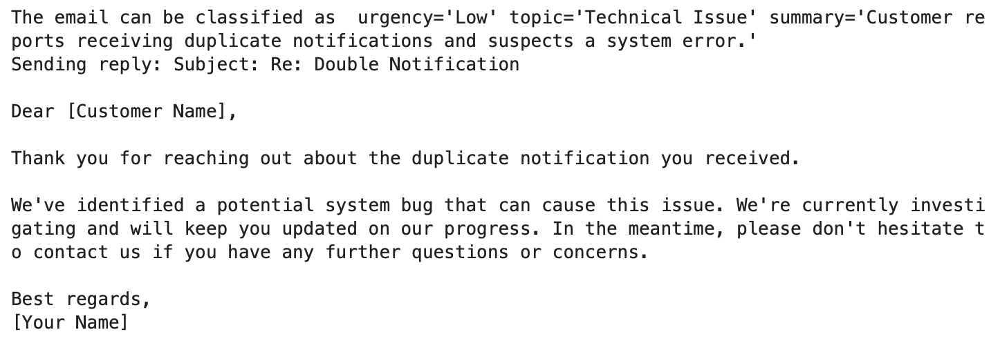 The email can be classified as  urgency='Low' topic='Technical Issue' summary='Customer re
ports receiving duplicate notifications and suspects a system error.'
Sending reply: Subject: Re: Double Notification
Dear [Customer Name],
Thank you for reaching out about the duplicate notification you received.
We've identified a potential system bug that can cause this issue. We're currently investi
gating and will keep you updated on our progress. In the meantime, please don't hesitate t
o contact us if you have any further questions or concerns.
Best regards,
[Your Name]